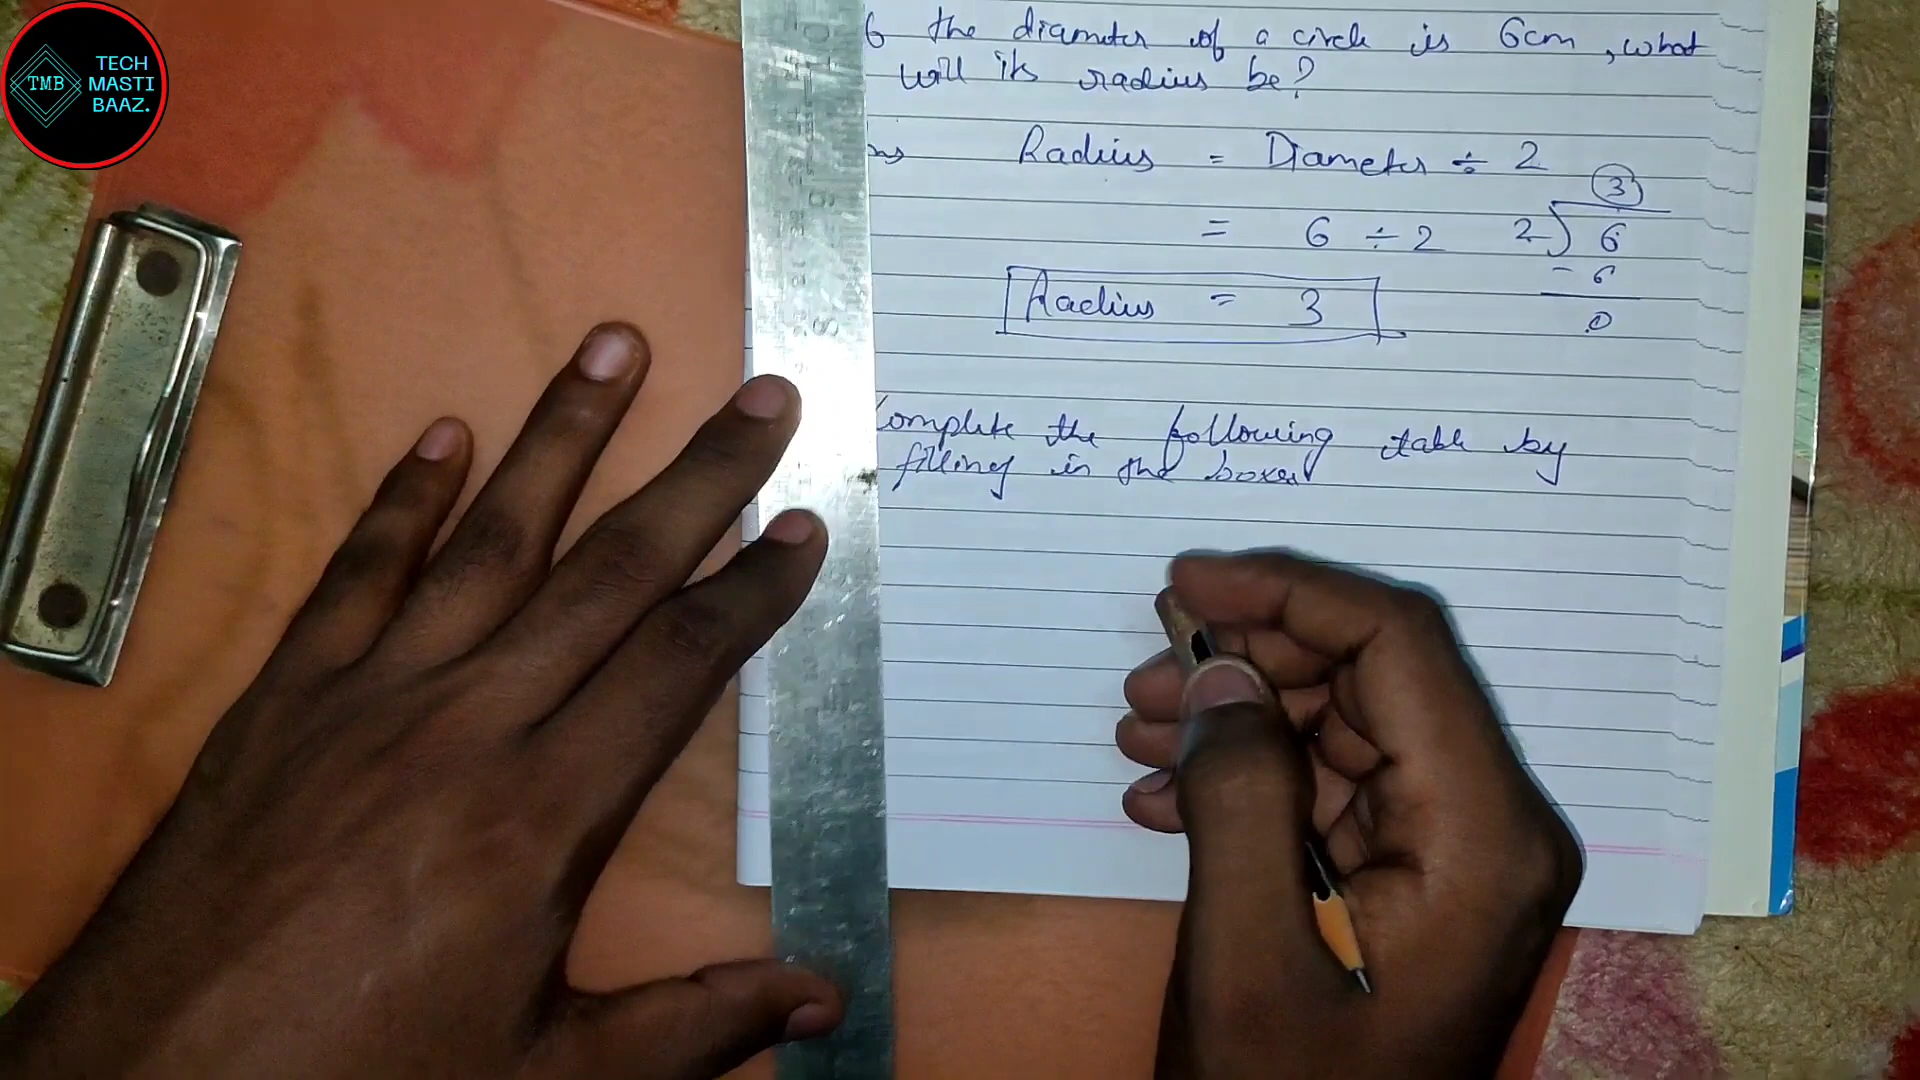 TMB
TECH
MASTI
BAAZ.
6 the diameter of a circle is 6cm, what
will its radius be?
Radius = Diameter ÷ 2
3
= 6 ÷ 2 2) 6
- 6
Radius = 3
0
omplete the following table by
filling in the boxes